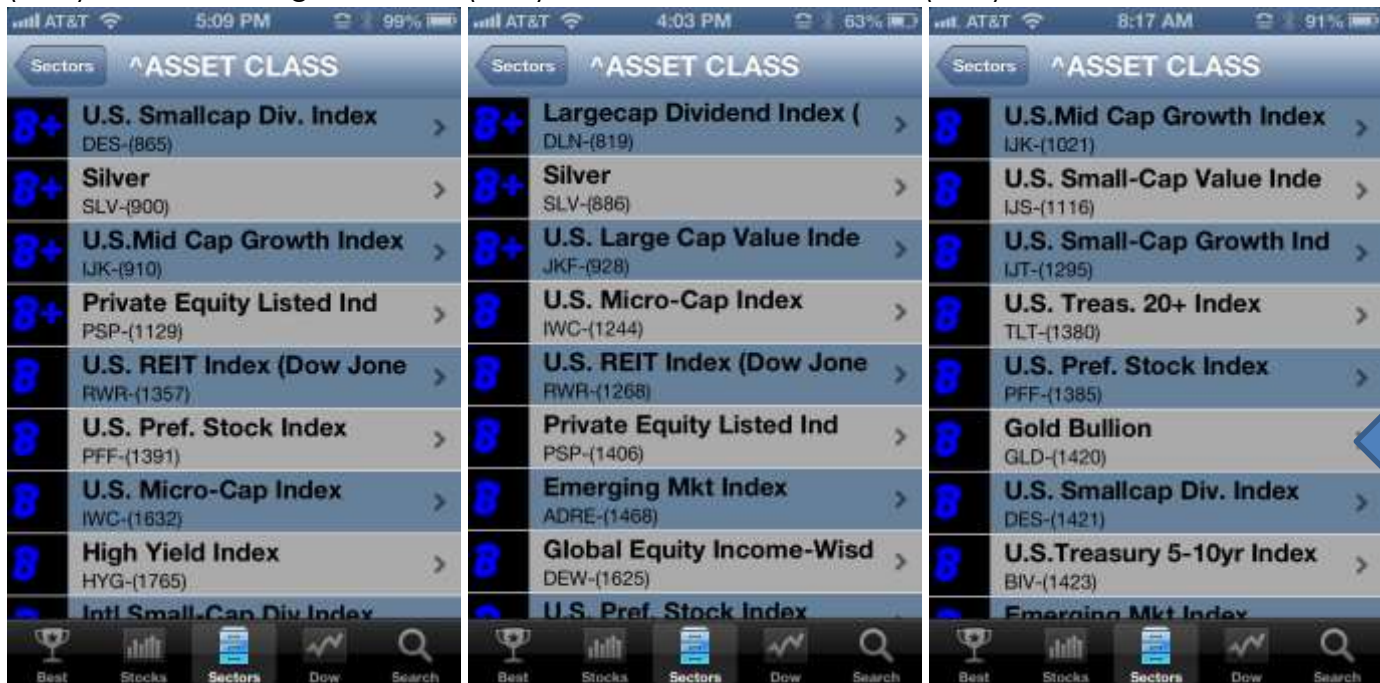 AT&T 5:09 PM 99%
Sectors ^ASSET CLASS
8+ U.S. Smallcap Div. Index
DES-(865)
8+ Silver
SLV-(900)
8+ U.S.Mid Cap Growth Index
IJK-(910)
8+ Private Equity Listed Ind
PSP-(1129)
8 U.S. REIT Index (Dow Jone
RWR-(1357)
8 U.S. Pref. Stock Index
PFF-(1391)
8 U.S. Micro-Cap Index
IWC-(1632)
8 High Yield Index
HYG-(1765)
Intl Small-Cap Div Index
Best Stocks Sectors Dow Search
AT&T 4:03 PM 63%
Sectors ^ASSET CLASS
8+ Largecap Dividend Index (
DLN-(819)
8+ Silver
SLV-(886)
8+ U.S. Large Cap Value Inde
JKF-(928)
8 U.S. Micro-Cap Index
IWC-(1244)
8 U.S. REIT Index (Dow Jone
RWR-(1268)
8 Private Equity Listed Ind
PSP-(1406)
8 Emerging Mkt Index
ADRE-(1468)
8 Global Equity Income-Wisd
DEW-(1625)
U.S. Pref. Stock Index
Best Stocks Sectors Dow Search
AT&T 8:17 AM 91%
Sectors ^ASSET CLASS
8 U.S.Mid Cap Growth Index
IJK-(1021)
8 U.S. Small-Cap Value Inde
IJS-(1116)
8 U.S. Small-Cap Growth Ind
IJT-(1295)
8 U.S. Treas. 20+ Index
TLT-(1380)
8 U.S. Pref. Stock Index
PFF-(1385)
8 Gold Bullion
GLD-(1420)
8 U.S. Smallcap Div. Index
DES-(1421)
8 U.S.Treasury 5-10yr Index
BIV-(1423)
Emerging Mkt Index
Best Stocks Sectors Dow Search